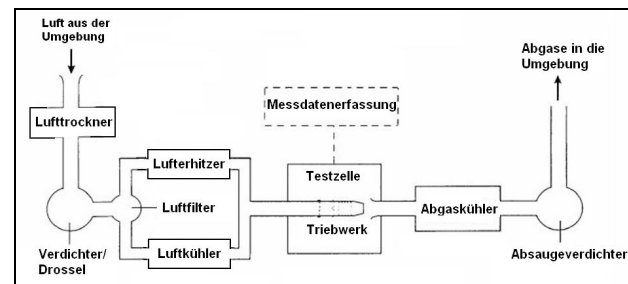 Luft aus der
Umgebung
Abgase in die
Umgebung
Messdatenerfassung
Lufttrockner
Lufterhitzer
Testzelle
Luftfilter
Abgaskühler
Triebwerk
Verdichter/
Drossel
Luftkühler
Absaugeverdichter